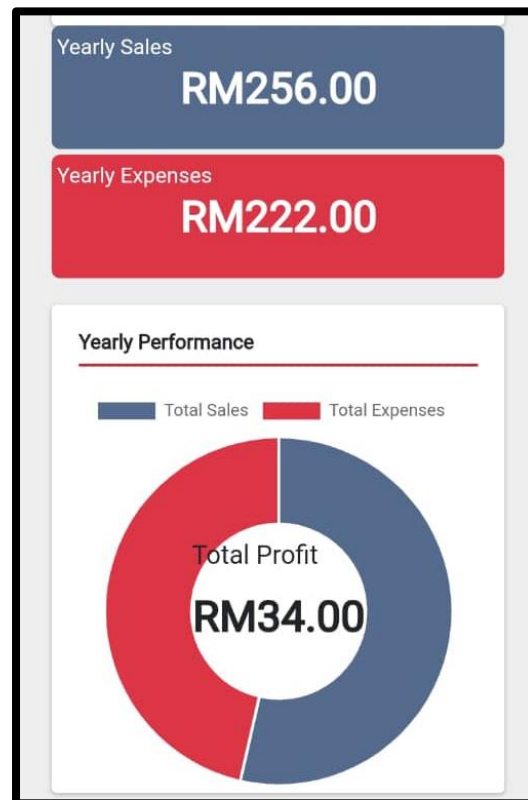 Yearly Sales
RM256.00
Yearly Expenses
RM222.00
Yearly Performance
Total Sales Total Expenses
Total Profit
RM34.00